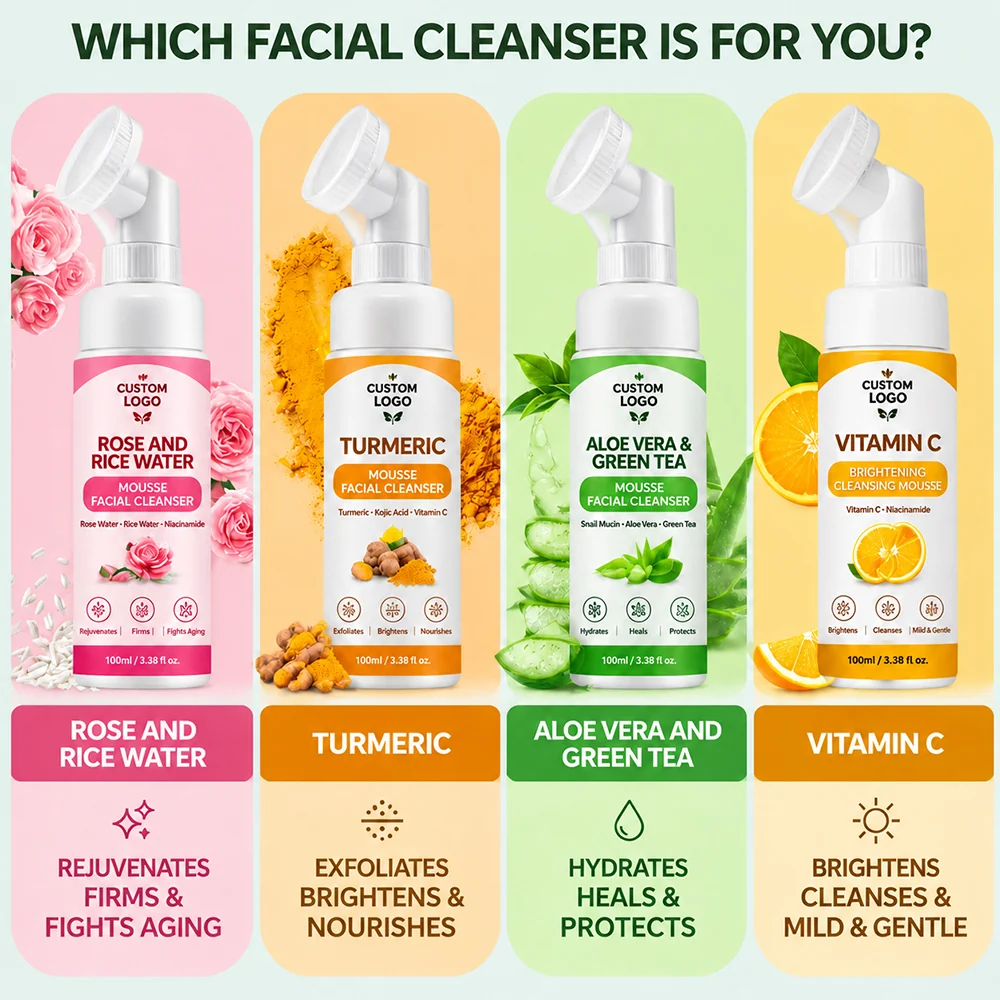 WHICH FACIAL CLEANSER IS FOR YOU?
CUSTOM
LOGO
ROSE AND
RICE WATER
MOUSSE
FACIAL CLEANSER
Rose Water • Rice Water • Niacinamide
Rejuvenates | Firms | Fights Aging
100ml / 3.38 fl oz.
ROSE AND
RICE WATER
REJUVENATES
FIRMS &
FIGHTS AGING
CUSTOM
LOGO
TURMERIC
MOUSSE
FACIAL CLEANSER
Turmeric • Kojic Acid • Vitamin C
Exfoliates | Brightens | Nourishes
100ml / 3.38 fl oz.
TURMERIC
EXFOLIATES
BRIGHTENS &
NOURISHES
CUSTOM
LOGO
ALOE VERA &
GREEN TEA
MOUSSE
FACIAL CLEANSER
Snail Mucin • Aloe Vera • Green Tea
Hydrates | Heals | Protects
100ml / 3.38 fl oz.
ALOE VERA AND
GREEN TEA
HYDRATES
HEALS &
PROTECTS
CUSTOM
LOGO
VITAMIN C
BRIGHTENING
CLEANSING MOUSSE
Vitamin C • Niacinamide
Brightens | Cleanses | Mild & Gentle
100ml / 3.38 fl oz.
VITAMIN C
BRIGHTENS
CLEANSES &
MILD & GENTLE